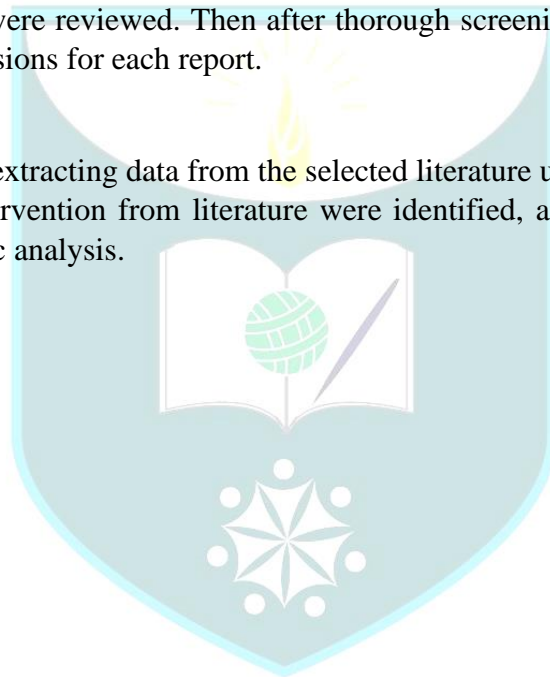 were reviewed. Then after thorough screeni
sions for each report.
extracting data from the selected literature u
rvention from literature were identified, a
c analysis.